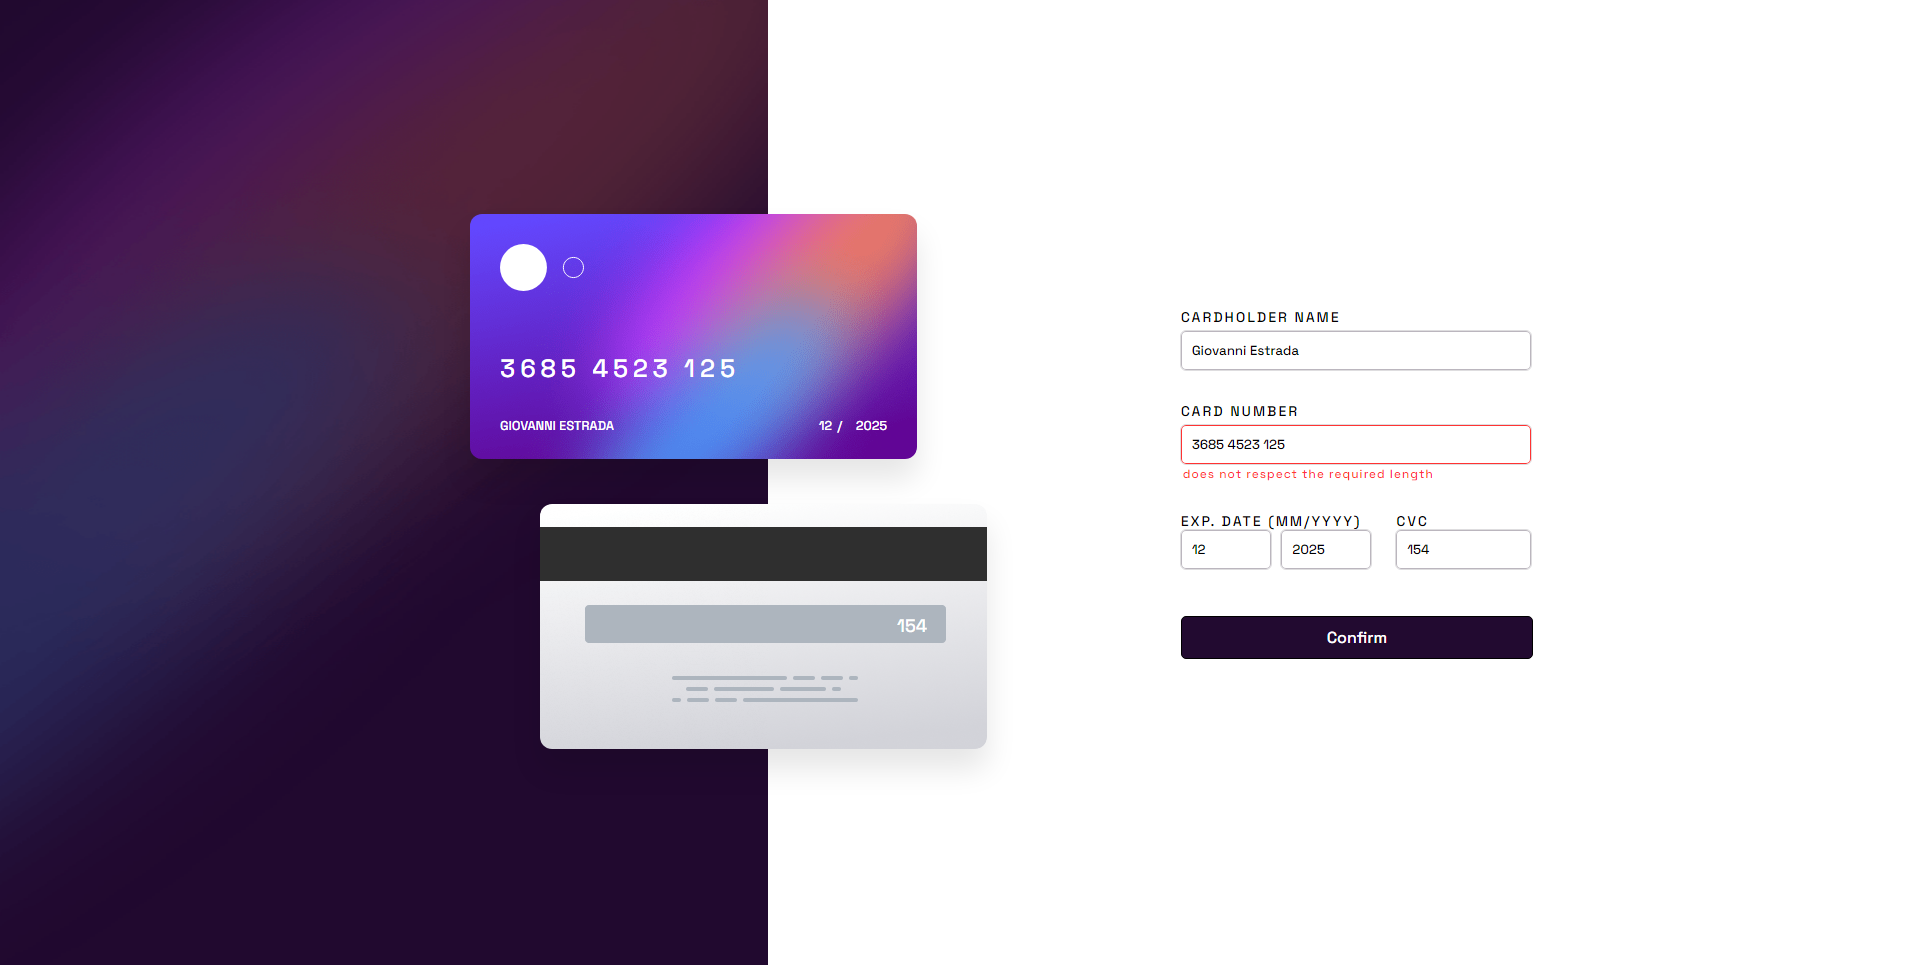 3685 4523 125
GIOVANNI ESTRADA
12 / 2025
154
CARDHOLDER NAME
Giovanni Estrada
CARD NUMBER
3685 4523 125
does not respect the required length
EXP. DATE (MM/YYYY) CVC
12 2025 154
Confirm